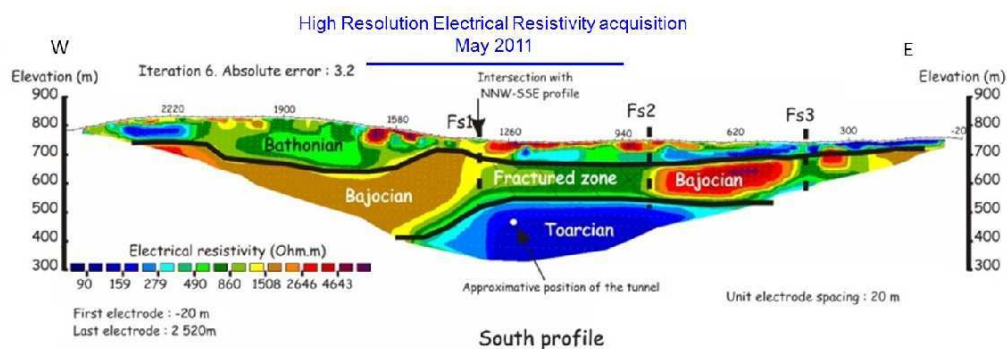 High Resolution Electrical Resistivity acquisition
May 2011
W
E
Iteration 6. Absolute error : 3.2
Intersection with
NNW-SSE profile
Elevation (m)
Elevation (m)
900
800
700
600
500
400
300
900
800
700
600
500
400
300
2220
1900
1580
1260
940
620
300
-20
Fs1
Fs2
Fs3
Bathonian
Bajocian
Fractured zone
Bajocian
Toarcian
Electrical resistivity (Ohm.m)
90 159 279 490 860 1508 2646 4643
Approximative position of the tunnel
Unit electrode spacing : 20 m
First electrode : -20 m
Last electrode : 2 520m
South profile